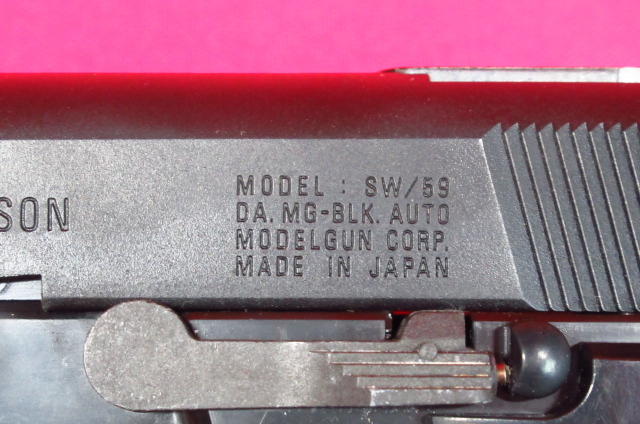 SON
MODEL : SW/59
DA. MG-BLK. AUTO
MODELGUN CORP.
MADE IN JAPAN